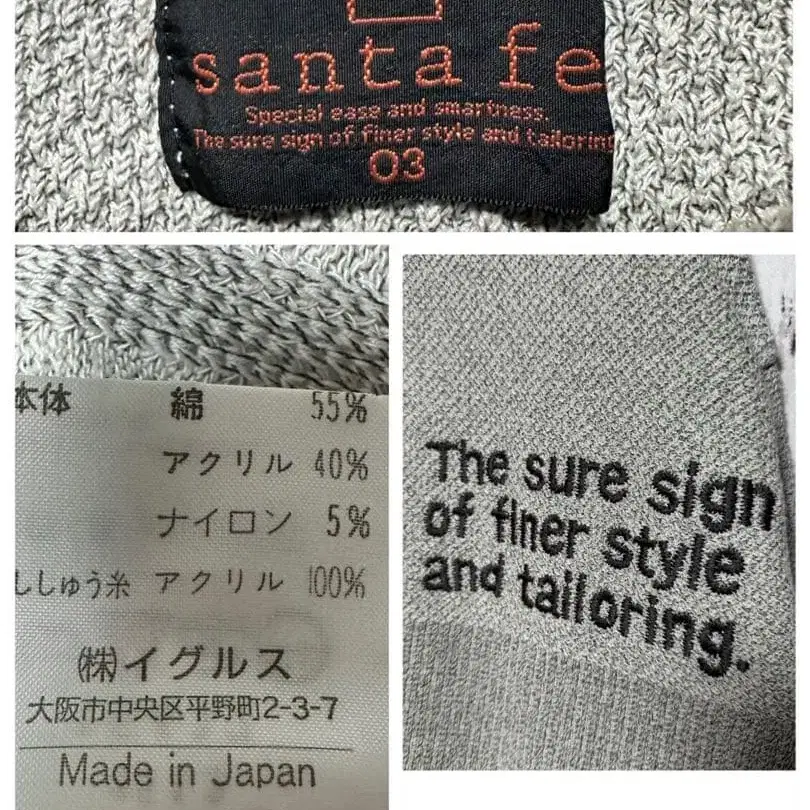 santa fe
Special ease and smartness.
The sure sign of finer style and tailoring
03
本体 綿 55%
アクリル 40%
ナイロン 5%
ししゅう糸 アクリル 100%
㈱イグルス
大阪市中央区平野町2-3-7
Made in Japan
The sure sign
of finer style
and tailoring.